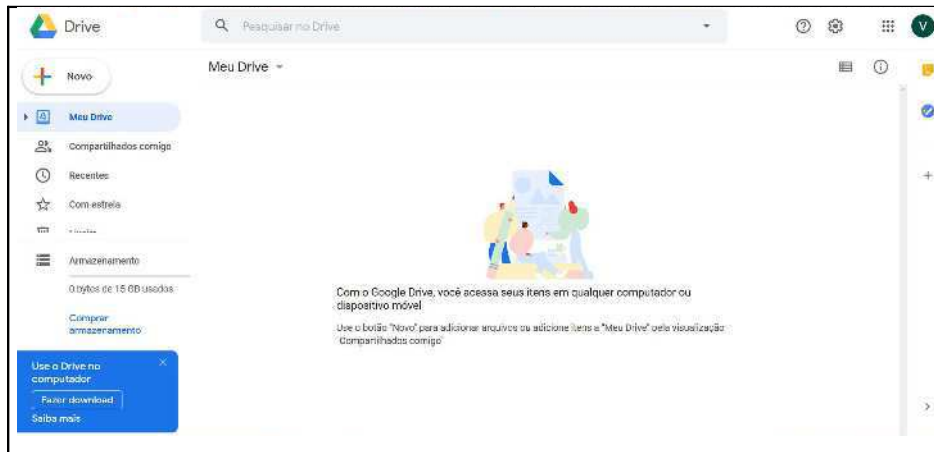 Drive
Pesquisar no Drive
V
Novo
Meu Drive
Meu Drive
Compartilhados comigo
Recentes
Com estrela
Armazenamento
0 bytes de 15 GB usados
Comprar
armazenamento
Com o Google Drive, você acessa seus itens em qualquer computador ou
dispositivo móvel
Use o botão "Novo" para adicionar arquivos ou adicione itens a "Meu Drive" pela visualização
"Compartilhados comigo"
Use o Drive no
computador
Fazer download
Saiba mais